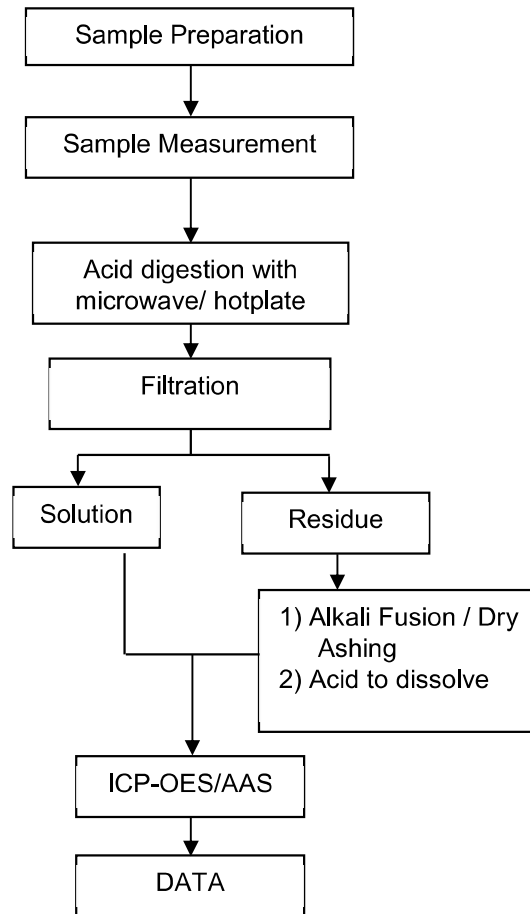 Sample Preparation
Sample Measurement
Acid digestion with
microwave/ hotplate
Filtration
Solution
Residue
1) Alkali Fusion / Dry
Ashing
2) Acid to dissolve
ICP-OES/AAS
DATA